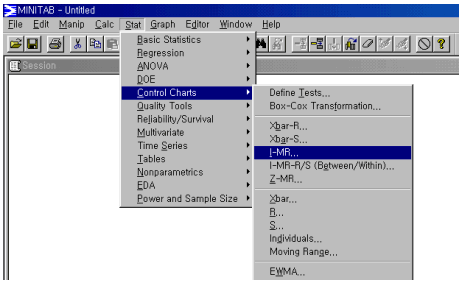 MINITAB - Untitled
File Edit Manip Calc Stat Graph Editor Window Help
Session
Basic Statistics
Regression
ANOVA
DOE
Control Charts
Quality Tools
Reliability/Survival
Multivariate
Time Series
Tables
Nonparametrics
EDA
Power and Sample Size
Define Tests...
Box-Cox Transformation...
Xbar-R...
Xbar-S...
I-MR...
I-MR-R/S (Between/Within)...
Z-MR...
Xbar...
R...
S...
Individuals...
Moving Range...
EWMA...